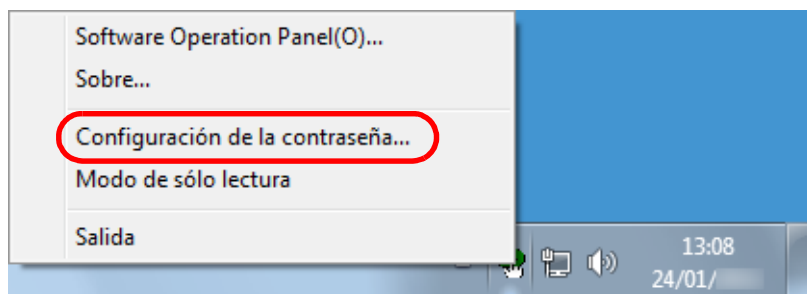 Software Operation Panel(O)...
Sobre...
Configuración de la contraseña...
Modo de sólo lectura
Salida
13:08
24/01/